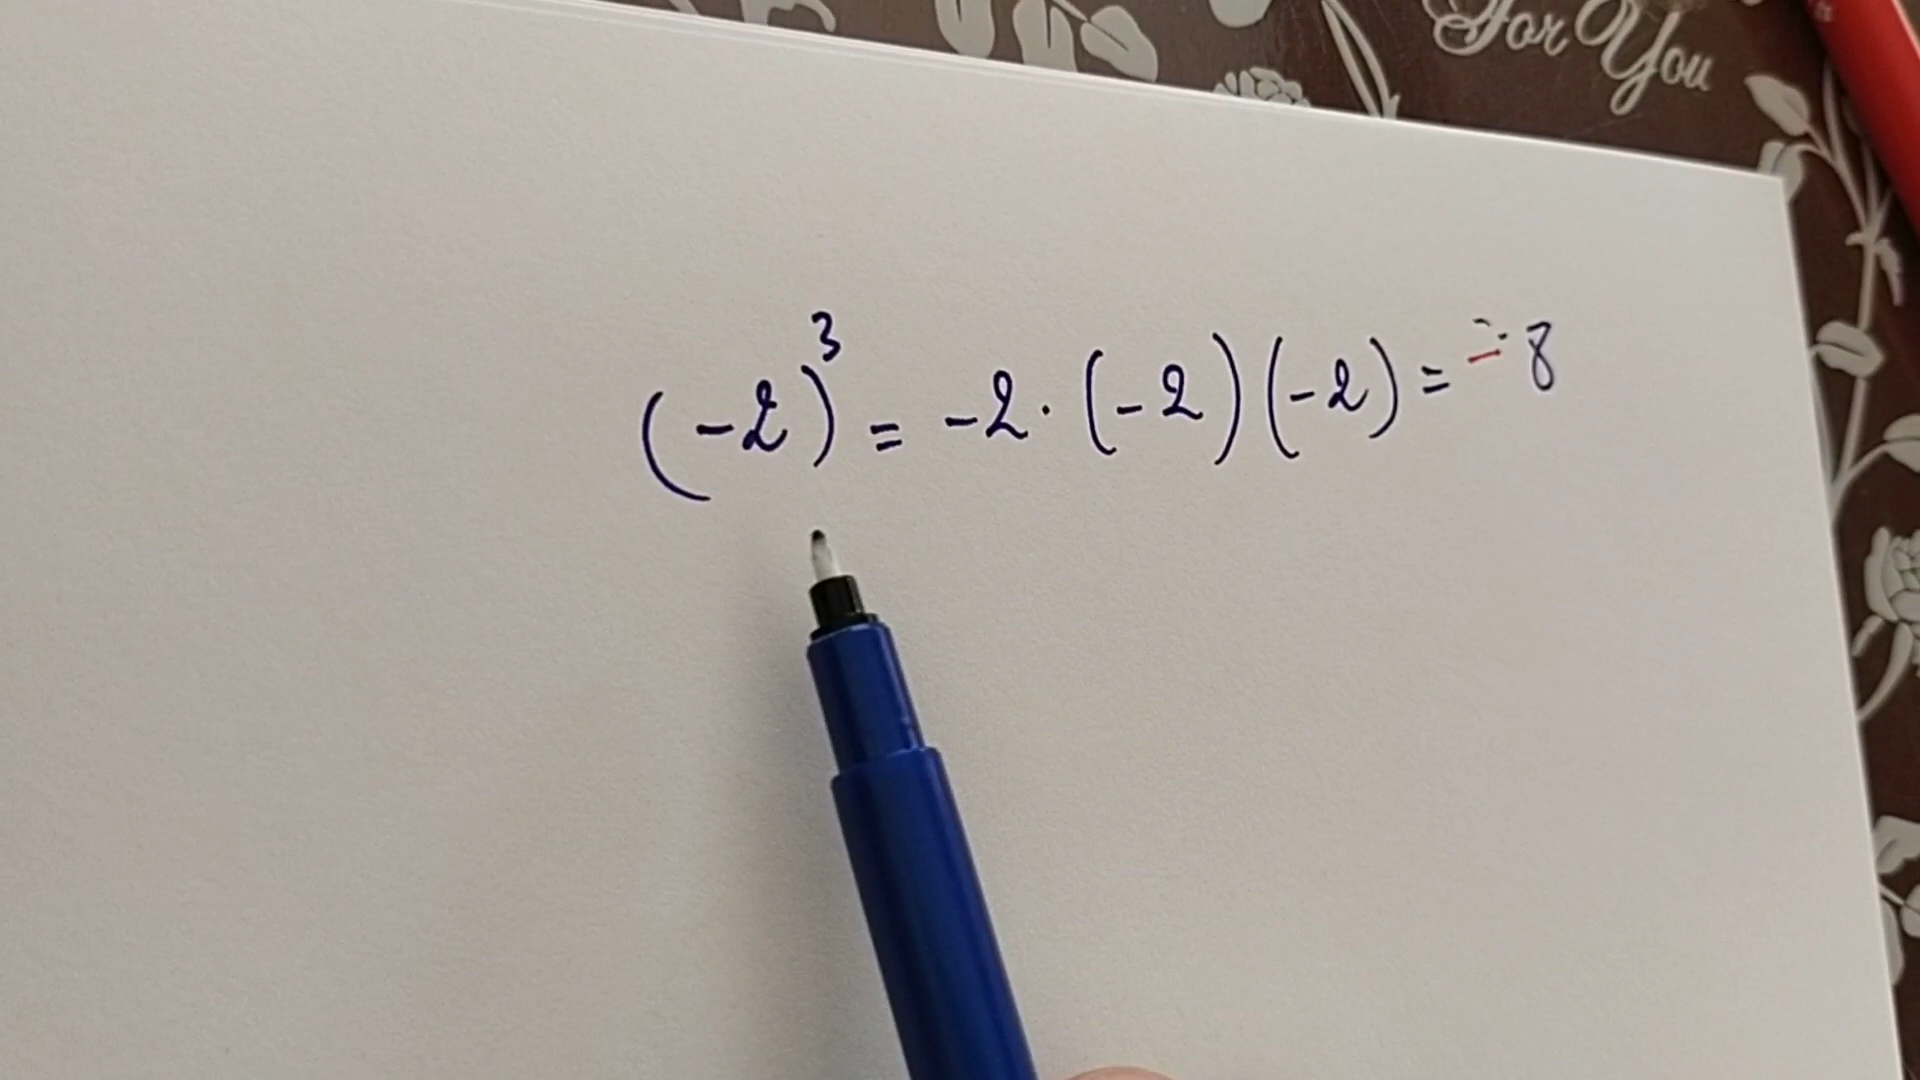 For You
(-2)³ = -2·(-2)(-2) = -8